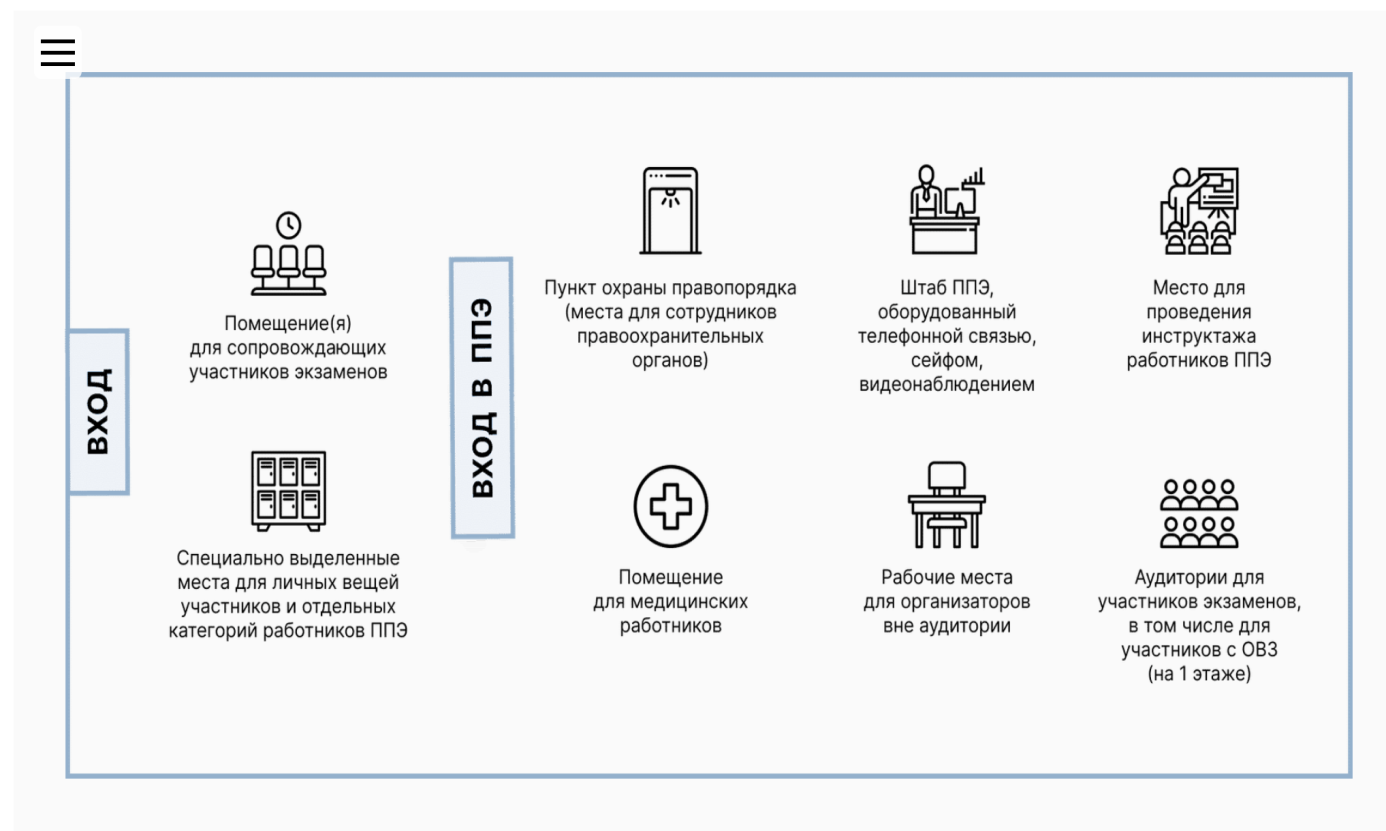 ВХОД
Помещение(я)
для сопровождающих
участников экзаменов
Специально выделенные
места для личных вещей
участников и отдельных
категорий работников ППЭ
ВХОД В ППЭ
Пункт охраны правопорядка
(места для сотрудников
правоохранительных
органов)
Штаб ППЭ,
оборудованный
телефонной связью,
сейфом,
видеонаблюдением
Место для
проведения
инструктажа
работников ППЭ
Помещение
для медицинских
работников
Рабочие места
для организаторов
вне аудитории
Аудитории для
участников экзаменов,
в том числе для
участников с ОВЗ
(на 1 этаже)